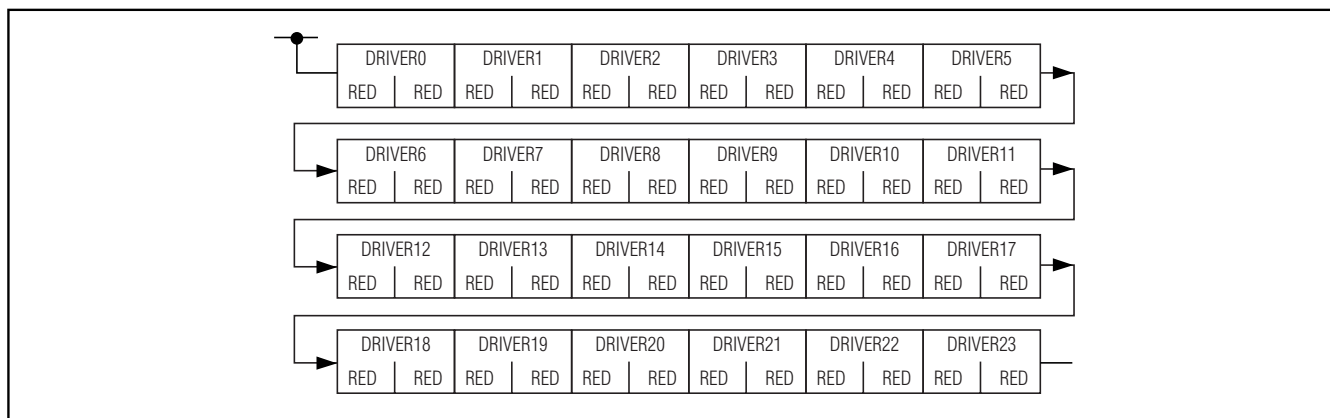 DRIVER0 DRIVER1 DRIVER2 DRIVER3 DRIVER4 DRIVER5
RED RED RED RED RED RED RED RED RED RED RED RED
DRIVER6 DRIVER7 DRIVER8 DRIVER9 DRIVER10 DRIVER11
RED RED RED RED RED RED RED RED RED RED RED RED
DRIVER12 DRIVER13 DRIVER14 DRIVER15 DRIVER16 DRIVER17
RED RED RED RED RED RED RED RED RED RED RED RED
DRIVER18 DRIVER19 DRIVER20 DRIVER21 DRIVER22 DRIVER23
RED RED RED RED RED RED RED RED RED RED RED RED